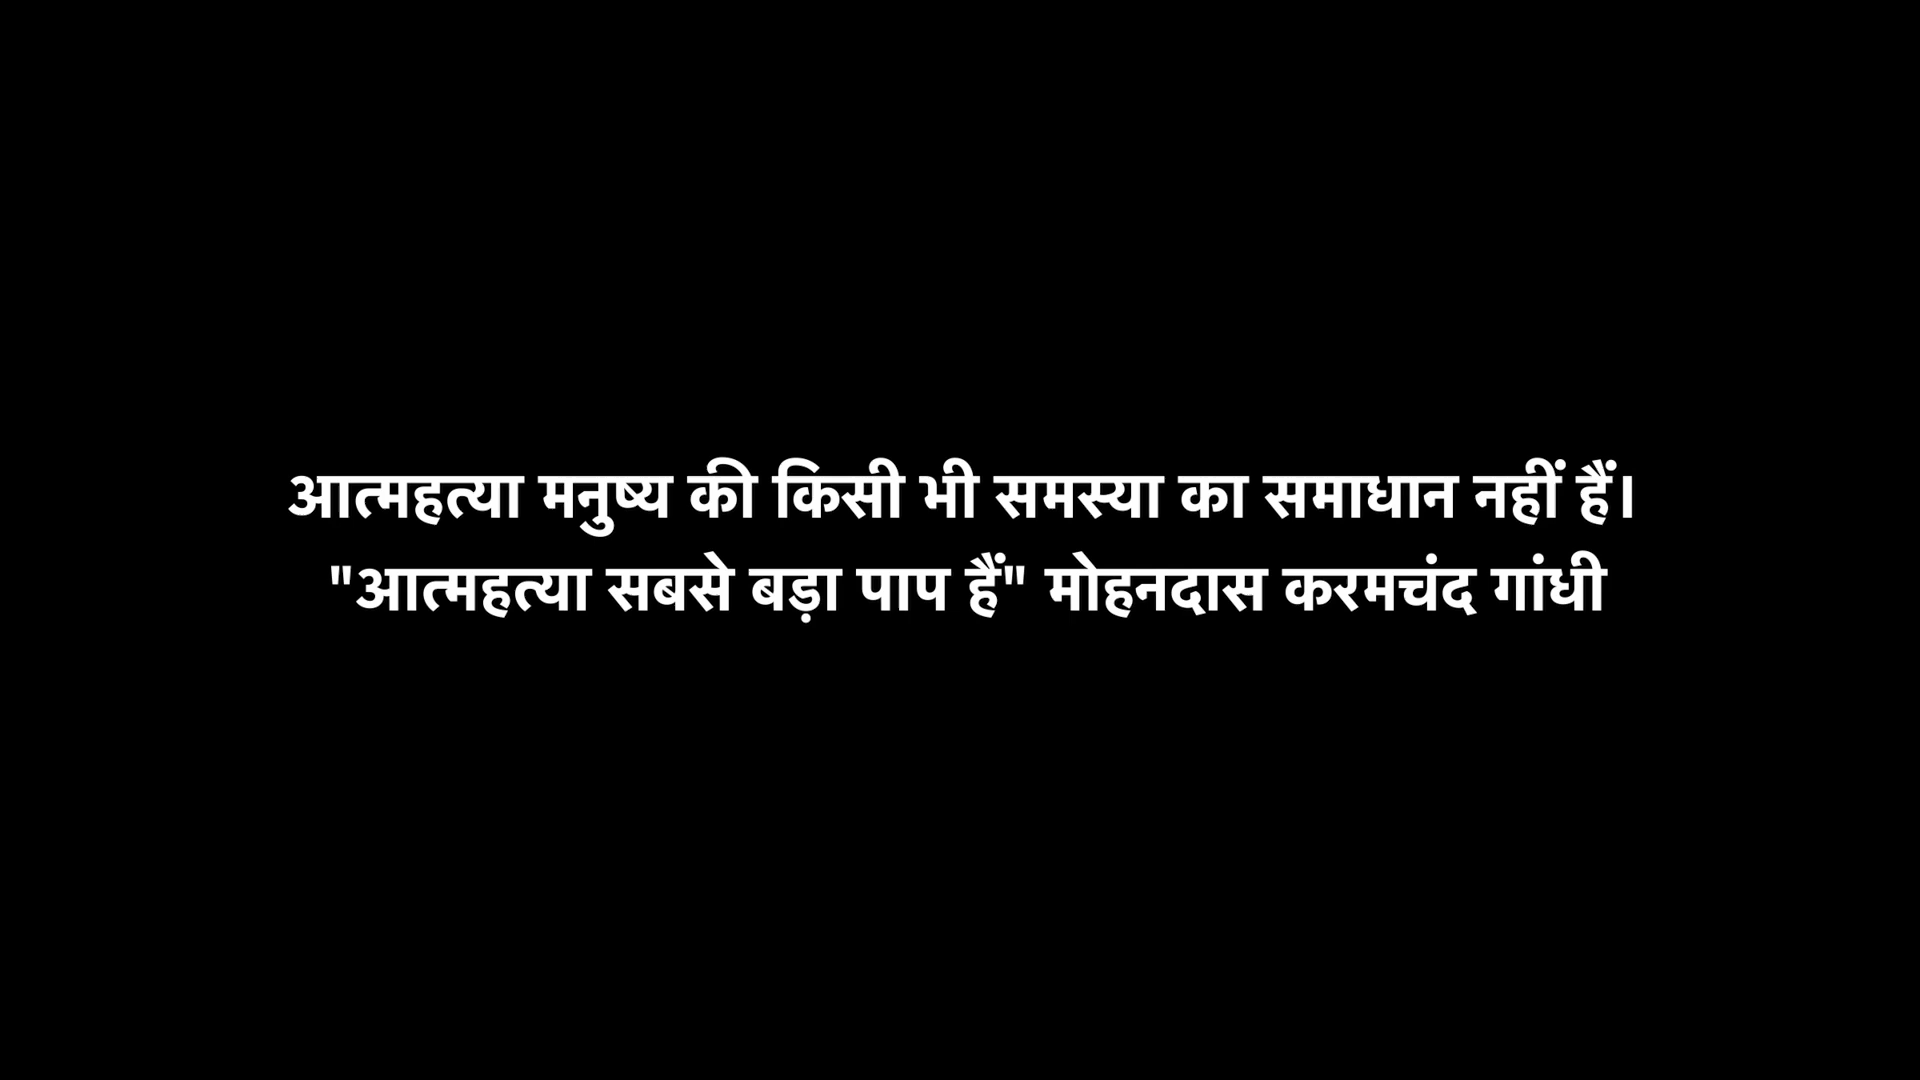 आत्महत्या मनुष्य की किसी भी समस्या का समाधान नहीं हैं।
"आत्महत्या सबसे बड़ा पाप हैं" मोहनदास करमचंद गांधी